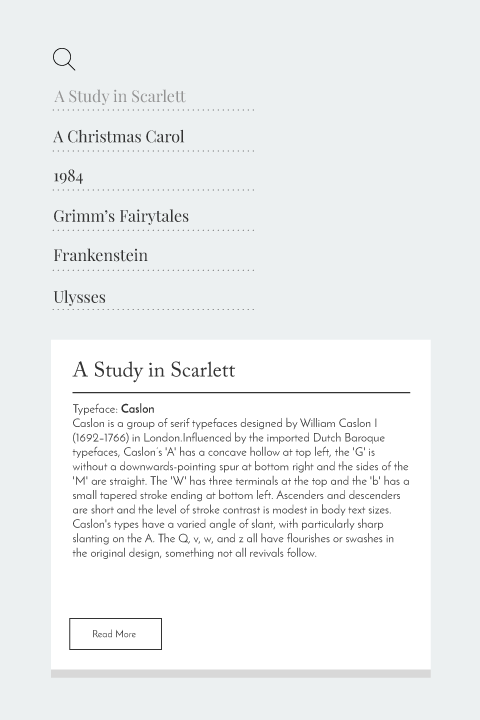 A Study in Scarlett
A Christmas Carol
1984
Grimm's Fairytales
Frankenstein
Ulysses
A Study in Scarlett
Typeface: Caslon
Caslon is a group of serif typefaces designed by William Caslon I
(1692–1766) in London.Influenced by the imported Dutch Baroque
typefaces, Caslon's 'A' has a concave hollow at top left, the 'G' is
without a downwards-pointing spur at bottom right and the sides of the
'M' are straight. The 'W' has three terminals at the top and the 'b' has a
small tapered stroke ending at bottom left. Ascenders and descenders
are short and the level of stroke contrast is modest in body text sizes.
Caslon's types have a varied angle of slant, with particularly sharp
slanting on the A. The Q, v, w, and z all have flourishes or swashes in
the original design, something not all revivals follow.
Read More